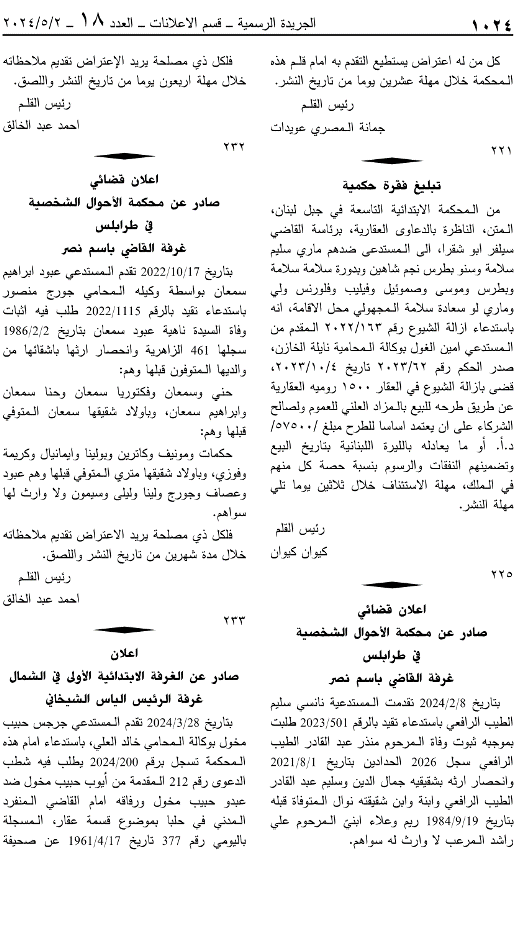 ١٠٢٤
الجريدة الرسمية ــ قسم الاعلانات ــ العدد ١٨ ــ ٢٠٢٤/٥/٢
كل من له اعتراض يستطيع التقدم به امام قلم هذه
المحكمة خلال مهلة عشرين يوما من تاريخ النشر.
رئيس القلم
جمانة المصري عويدات
٢٢١
تبليغ فقرة حكمية
من المحكمة الابتدائية التاسعة في جبل لبنان،
المتن، الناظرة بالدعاوى العقارية، برئاسة القاضي
سيلفر ابو شقرا، الى المستدعى ضدهم ماري سليم
سلامة وسنو بطرس نجم شاهين وبدورة سلامة سلامة
وبطرس وموسى وصموئيل وفيليب وفلورنس ولي
وماري لو سعادة سلامة المجهولي محل الاقامة، انه
باستدعاء ازالة الشيوع رقم ٢٠٢٢/١٦٣ المقدم من
المستدعي امين الغول بوكالة المحامية نايلة الخازن،
صدر الحكم رقم ٢٠٢٣/٦٢ تاريخ ٢٠٢٣/١٠/٤،
قضى بازالة الشيوع في العقار ١٥٠٠ روميه العقارية
عن طريق طرحه للبيع بالمزاد العلني للعموم ولصالح
الشركاء على ان يعتمد اساسا للطرح مبلغ /٥٧٥٠٠/
د.أ. أو ما يعادله بالليرة اللبنانية بتاريخ البيع
وتضمينهم النفقات والرسوم بنسبة حصة كل منهم
في الملك، مهلة الاستئناف خلال ثلاثين يوما تلي
مهلة النشر.
رئيس القلم
كيوان كيوان
٢٢٥
اعلان قضائي
صادر عن محكمة الأحوال الشخصية
في طرابلس
غرفة القاضي باسم نصر
بتاريخ 2024/2/8 تقدمت المستدعية نانسي سليم
الطيب الرافعي باستدعاء تقيد بالرقم 2023/501 طلبت
بموجبه ثبوت وفاة المرحوم منذر عبد القادر الطيب
الرافعي سجل 2026 الحدادين بتاريخ 2021/8/1
وانحصار ارثه بشقيقيه جمال الدين وسليم عبد القادر
الطيب الرافعي وابنة وابن شقيقته نوال المتوفاة قبله
بتاريخ 1984/9/19 ريم وعلاء ابنيّ المرحوم علي
راشد المرعب لا وارث له سواهم.
فلكل ذي مصلحة يريد الإعتراض تقديم ملاحظاته
خلال مهلة اربعون يوما من تاريخ النشر واللصق.
رئيس القلم
احمد عبد الخالق
٢٣٢
اعلان قضائي
صادر عن محكمة الأحوال الشخصية
في طرابلس
غرفة القاضي باسم نصر
بتاريخ 2022/10/17 تقدم المستدعي عبود ابراهيم
سمعان بواسطة وكيله المحامي جورج منصور
باستدعاء تقيد بالرقم 2022/1115 طلب فيه اثبات
وفاة السيدة ناهية عبود سمعان بتاريخ 1986/2/2
سجلها 461 الزاهرية وانحصار ارثها باشقائها من
والديها المتوفون قبلها وهم:
حني وسمعان وفكتوريا سمعان وحنا سمعان
وابراهيم سمعان، وباولاد شقيقها سمعان المتوفي
قبلها وهم:
حكمات ومونيف وكاترين وبولينا وايمانيال وكريمة
وفوزي، وباولاد شقيقها متري المتوفي قبلها وهم عبود
وعصاف وجورج ولينا وليلى وسيمون ولا وارث لها
سواهم.
فلكل ذي مصلحة يريد الاعتراض تقديم ملاحظاته
خلال مدة شهرين من تاريخ النشر واللصق.
رئيس القلم
احمد عبد الخالق
٢٣٣
اعلان
صادر عن الغرفة الابتدائية الأولى في الشمال
غرفة الرئيس الياس الشيخاني
بتاريخ 2024/3/28 تقدم المستدعي جرجس حبيب
مخول بوكالة المحامي خالد العلي، باستدعاء امام هذه
المحكمة تسجل برقم 2024/200 يطلب فيه شطب
الدعوى رقم 212 المقدمة من أيوب حبيب مخول ضد
عبدو حبيب مخول ورفاقه امام القاضي المنفرد
المدني في حلبا بموضوع قسمة عقار، المسجلة
باليومي رقم 377 تاريخ 1961/4/17 عن صحيفة